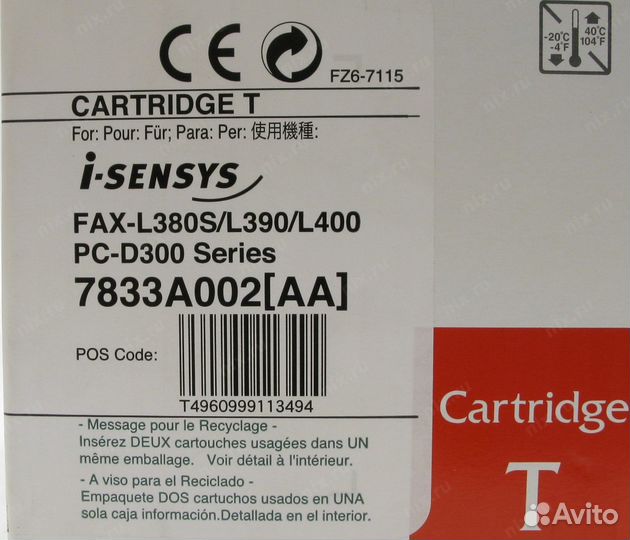 CE
FZ6-7115
-20°C
-4°F
40°C
104°F
CARTRIDGE T
For: Pour: Für; Para: Per: 使用機種:
i-SENSYS
FAX-L380S/L390/L400
PC-D300 Series
7833A002[AA]
POS Code:
T4960999113494
- Message pour le Recyclage -
Insérez DEUX cartouches usagées dans UN
même emballage. Voir détail à l'intérieur.
- A viso para el Reciclado -
Empaquete DOS cartuchos usados en UNA
sola caja información.Detallada en el interior.
Cartridge
T
Avito
nix.ru